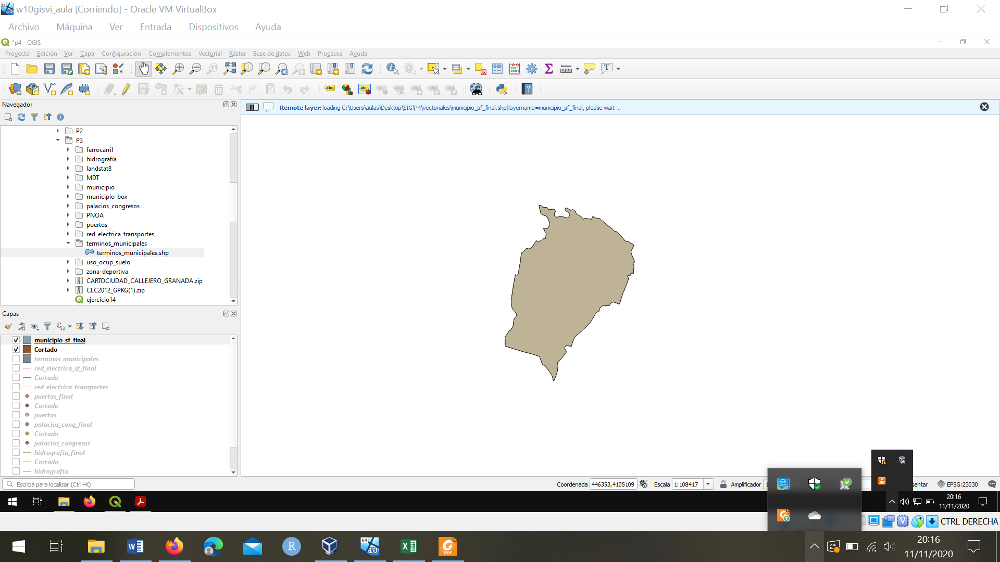 w10gisvi_aula [Corriendo] - Oracle VM VirtualBox
Archivo Máquina Ver Entrada Dispositivos Ayuda
*p4 - QGIS
Proyecto Edición Ver Capa Configuración Complementos Vectorial Ráster Base de datos Web Procesos Ayuda
Navegador
Remote layer: loading C:\Users\aulas\Desktop\SIG\P4\vectoriales\municipio_sf_final.shp|layername=municipio_sf_final, please wait ...
P2
P3
ferrocarril
hidrografía
landstat8
MDT
municipio
municipio-box
palacios_congresos
PNOA
puertos
red_electrica_transportes
terminos_municipales
terminos_municipales.shp
uso_ocup_suelo
zona-deportiva
CARTOCIUDAD_CALLEJERO_GRANADA.zip
CLC2012_GPKG(1).zip
ejercicio14
Capas
municipio_sf_final
Cortado
terminos_municipales
red_electrica_sf_final
Cortado
red_electrica_transportes
puertos_final
Cortado
puertos
palacios_cong_final
Cortado
palacios_congresos
hidrografia_final
Cortado
hidrografia
Escriba para localizar (Ctrl+K)
Coordenada 446353,4105109 Escala 1:108417 Amplificador sentar EPSG:23030
20:16
11/11/2020
CTRL DERECHA
20:16
11/11/2020